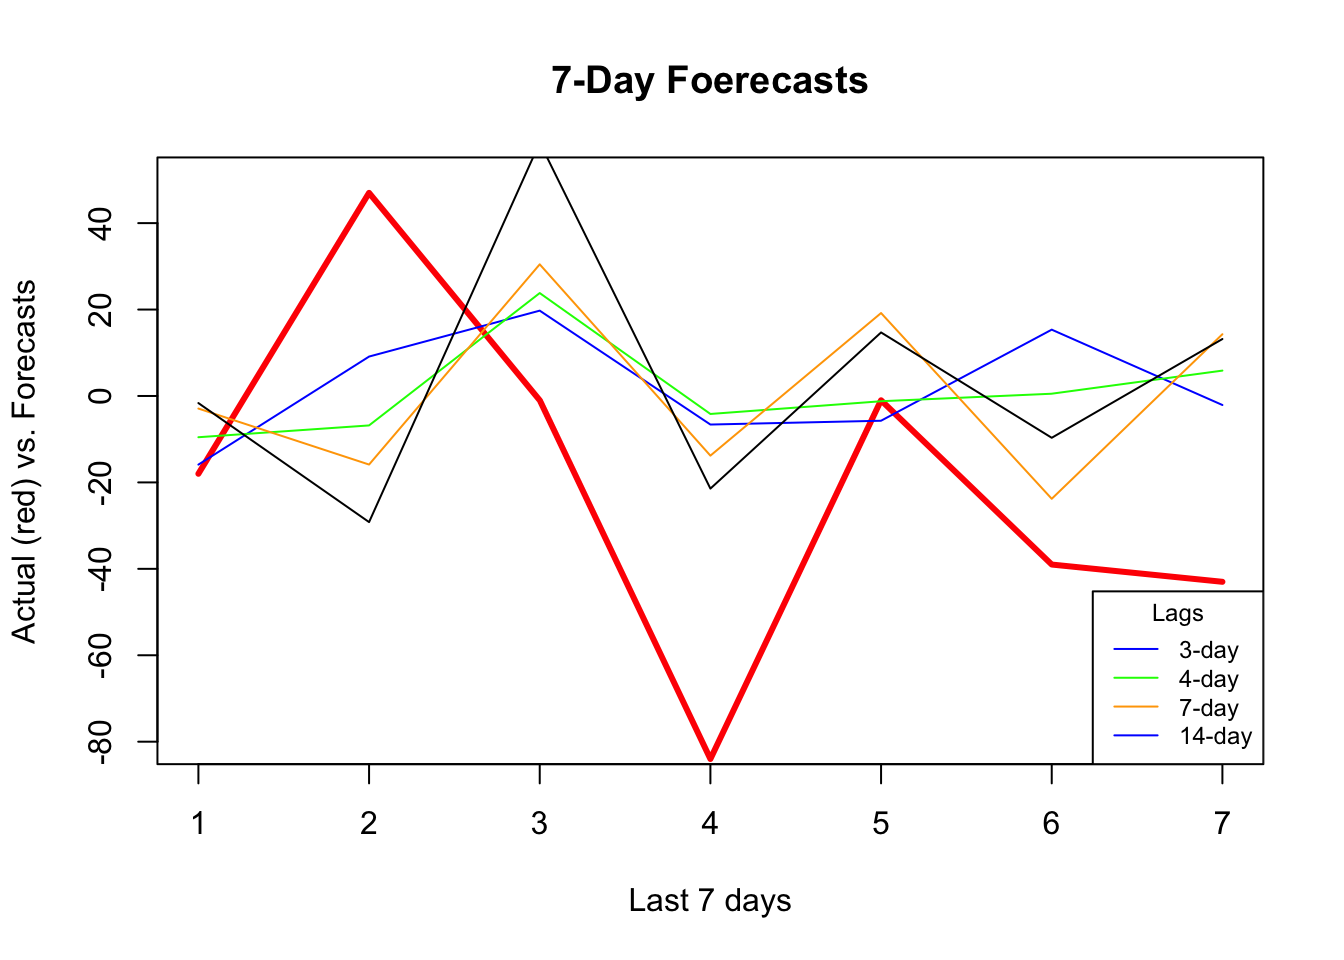 7-Day Foerecasts
Actual (red) vs. Forecasts
40
20
0
-20
-40
-60
-80
Lags
3-day
4-day
7-day
14-day
1 2 3 4 5 6 7
Last 7 days